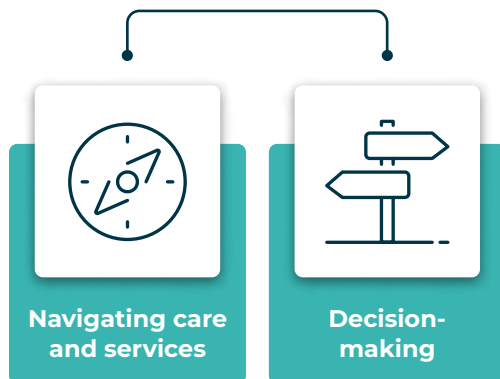 Navigating care
and services
Decision-
making